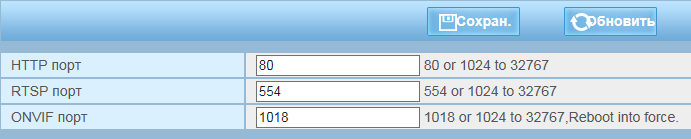 Сохран. Обновить
HTTP порт 80 80 or 1024 to 32767
RTSP порт 554 554 or 1024 to 32767
ONVIF порт 1018 1018 or 1024 to 32767,Reboot into force.